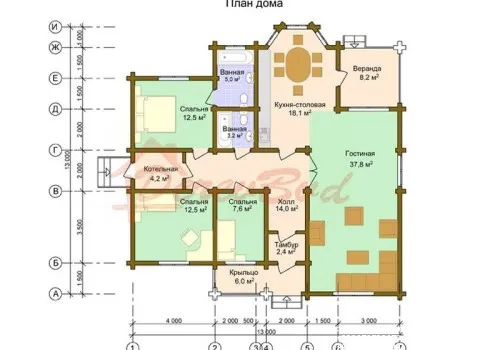 План дома
И
Ж
Е
Д
Г
В
Б
А
1 000
1 500
1 500
2 000
2 000
3 500
1 500
13 000
Ванная
5,0 м²
Веранда
8.2 м²
Спальня
12,5 м²
Кухня-столовая
18,1 м²
Ванная
3,2 м²
Гостиная
37,8 м²
Котельная
4,2 м²
Спальня
12,5 м²
Спальня
7,6 м²
Холл
14,0 м²
Тамбур
2,4 м²
Крыльцо
6,0 м²
4 000
2 000
500
2 000
1 500
3 000
13 000
1
2
3
4
5
6